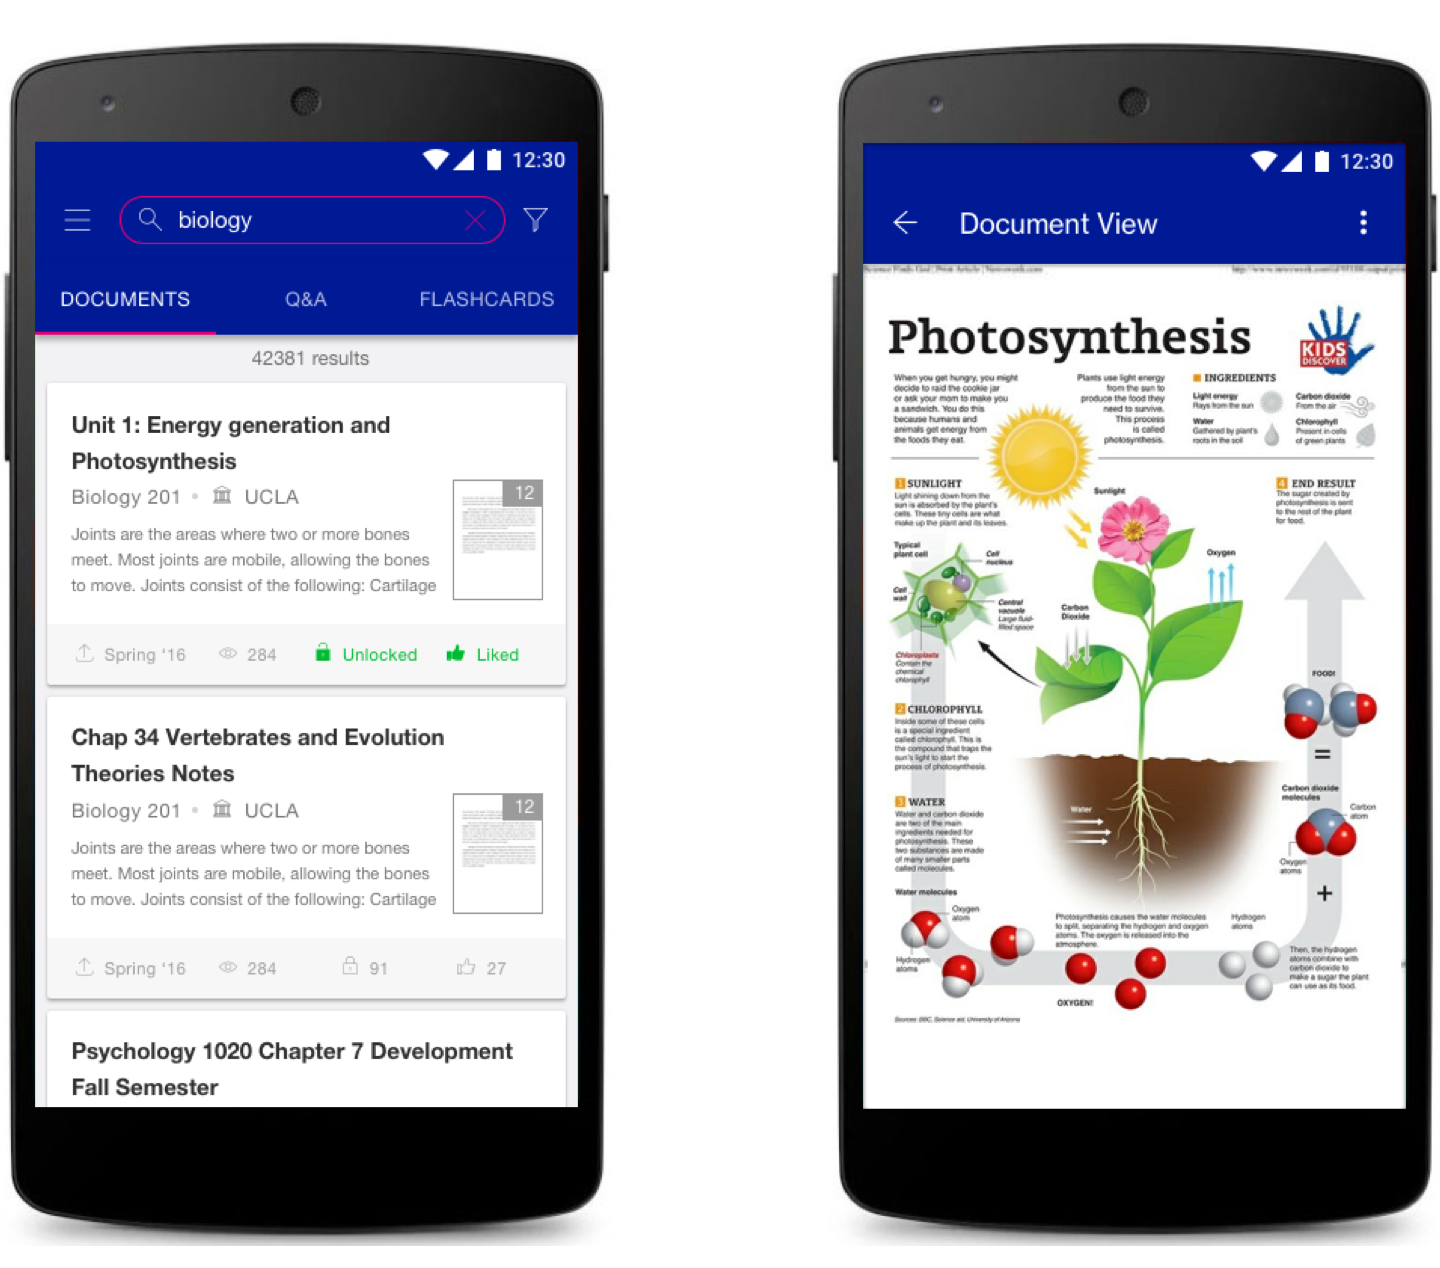 12:30
biology
DOCUMENTS
Q&A
FLASHCARDS
42381 results
Unit 1: Energy generation and
Photosynthesis
Biology 201 • UCLA
12
Joints are the areas where two or more bones
meet. Most joints are mobile, allowing the bones
to move. Joints consist of the following: Cartilage
Spring ‘16
284
Unlocked
Liked
Chap 34 Vertebrates and Evolution
Theories Notes
Biology 201 • UCLA
12
Joints are the areas where two or more bones
meet. Most joints are mobile, allowing the bones
to move. Joints consist of the following: Cartilage
Spring ‘16
284
91
27
Psychology 1020 Chapter 7 Development
Fall Semester
12:30
Document View
Photosynthesis
KIDS
DISCOVER
When you get hungry, you might
decide to raid the cookie jar
or ask your mom to make you
a sandwich. You do this
because humans and
animals get energy from
the foods they eat.
Plants use light energy
from the sun to
produce the food they
need to survive.
This process
is called
photosynthesis.
INGREDIENTS
Light energy
Rays from the sun
Carbon dioxide
From the air
Water
Gathered by plant's
roots in the soil
Chlorophyll
Present in cells
of green plants
1 SUNLIGHT
Light shining down from the
sun is absorbed by the plant's
cells. These tiny cells are what
make up the plant and its leaves.
Sunlight
4 END RESULT
The sugar created by
photosynthesis is sent
to the rest of the plant
for food.
Typical
plant cell
Cell
nucleus
Cell
wall
Central
vacuole
Large fluid-
filled space
Chloroplasts
Contain the
chemical
chlorophyll
Carbon
Dioxide
Oxygen
2 CHLOROPHYLL
Inside some of these cells
is a special ingredient
called chlorophyll. This is
the compound that traps the
sun's light to start the
process of photosynthesis.
FOOD!
=
Carbon dioxide
molecules
Carbon
atom
Oxygen
atoms
+
3 WATER
Water and carbon dioxide
are two of the main
ingredients needed for
photosynthesis. These
two substances are made
of many smaller parts
called molecules.
Water
Water molecules
Oxygen
atom
Hydrogen
atoms
Photosynthesis causes the water molecules
to split, separating the hydrogen and oxygen
atoms. The oxygen is released into the
atmosphere.
OXYGEN!
Hydrogen
atoms
Then, the hydrogen
atoms combine with
carbon dioxide to
make a sugar the plant
can use as its food.
Sources: BBC, Science aid, University of Arizona